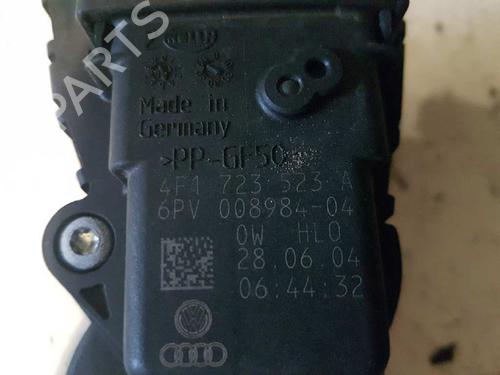 PARTS
Made in
Germany
>PP-GF50
4F1 723 523 A
6PV 008984-04
0W HLO
28.06.04
06:44:32